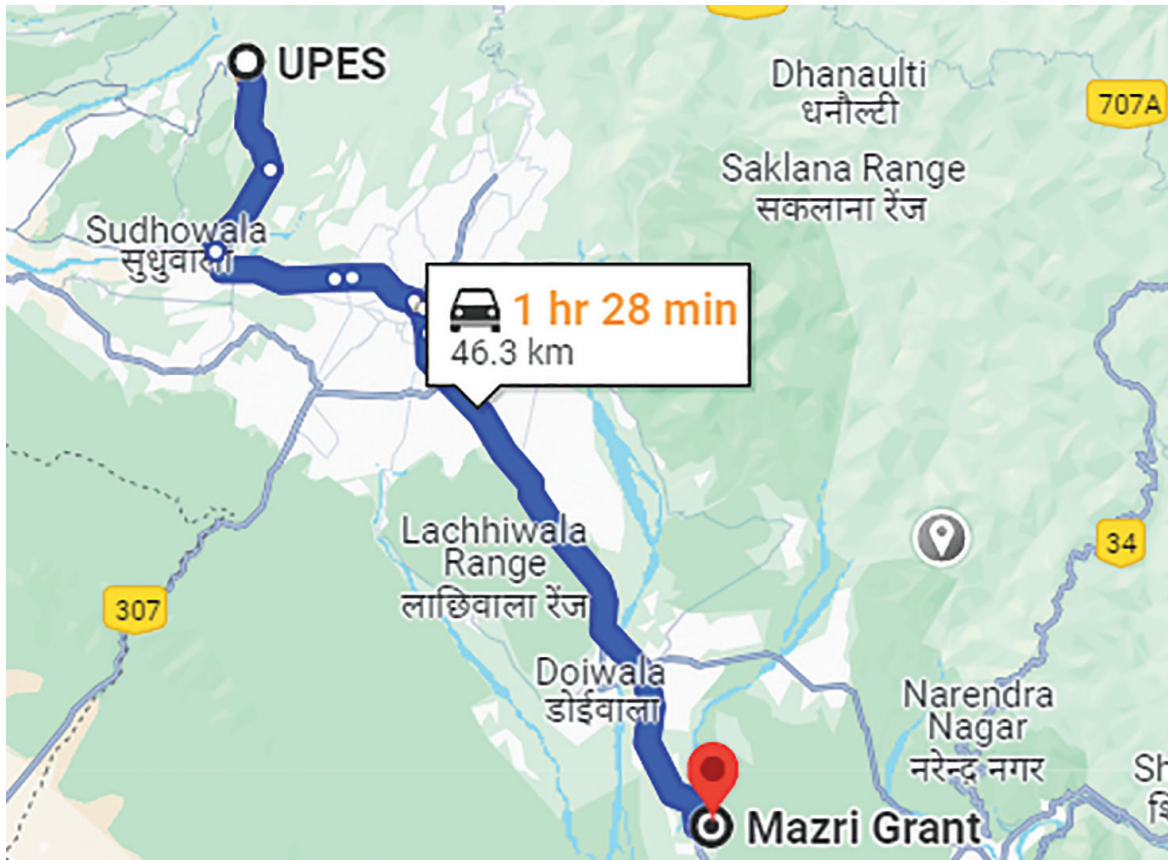 UPES
Dhanaulti
धनौल्टी
707A
Saklana Range
सकलाना रेंज
Sudhowala
सुधुवाला
1 hr 28 min
46.3 km
Lachhiwala
Range
लाछिवाला रेंज
34
307
Doiwala
डोईवाला
Narendra
Nagar
नरेन्द्र नगर
Sh
Mazri Grant